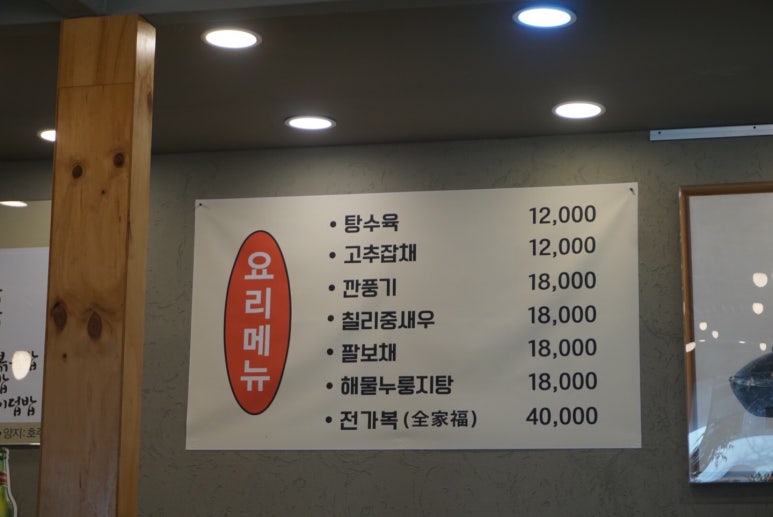 요리메뉴
• 탕수육 12,000
• 고추잡채 12,000
• 깐풍기 18,000
• 칠리중새우 18,000
• 팔보채 18,000
• 해물누룽지탕 18,000
• 전가복(全家福) 40,000
덮밥